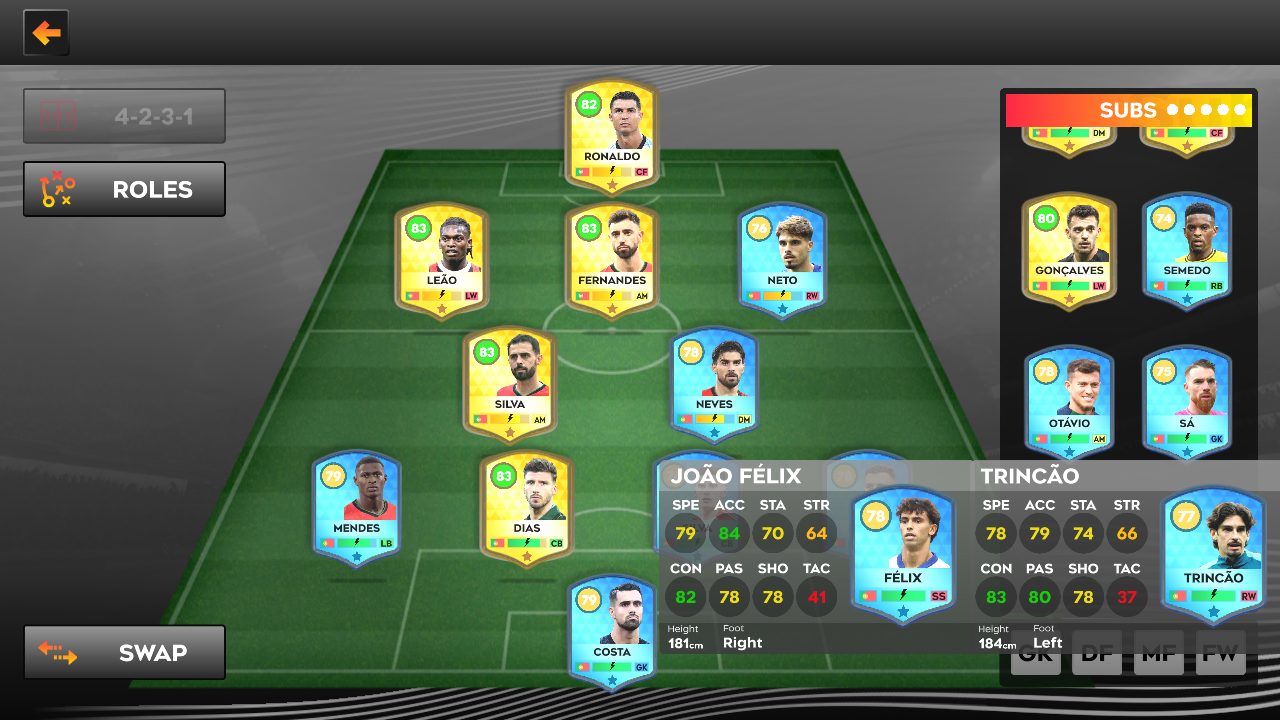 4-2-3-1
ROLES
SUBS
DM
CF
82
RONALDO
CF
83
LEÃO
LW
83
FERNANDES
AM
76
NETO
RW
80
GONÇALVES
LW
74
SEMEDO
RB
83
SILVA
AM
78
NEVES
DM
78
OTÁVIO
AM
75
SÁ
GK
79
MENDES
LB
83
DIAS
CB
79
COSTA
GK
JOÃO FÉLIX
SPE ACC STA STR
79 84 70 64
CON PAS SHO TAC
82 78 78 41
Height Foot
181cm Right
78
FÉLIX
SS
TRINCÃO
SPE ACC STA STR
78 79 74 66
CON PAS SHO TAC
83 80 78 37
Height Foot
184cm Left
77
TRINCÃO
RW
SWAP
GK DF MF FW